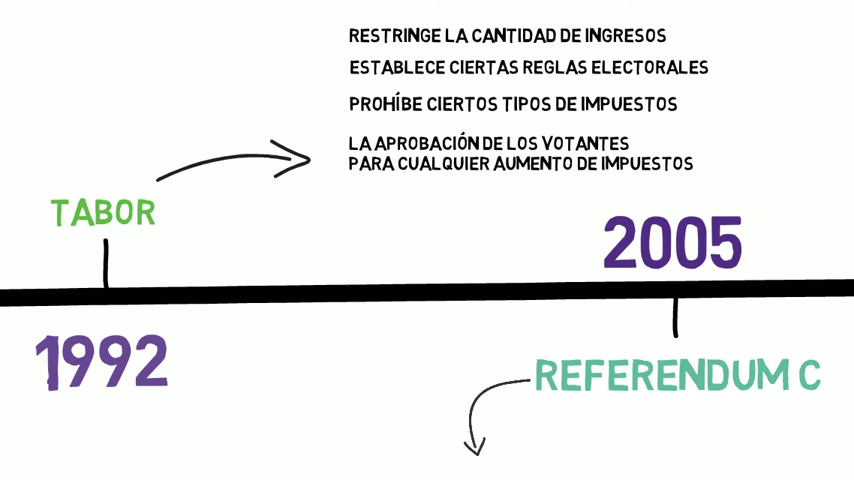 RESTRINGE LA CANTIDAD DE INGRESOS
ESTABLECE CIERTAS REGLAS ELECTORALES
PROHÍBE CIERTOS TIPOS DE IMPUESTOS
LA APROBACIÓN DE LOS VOTANTES
PARA CUALQUIER AUMENTO DE IMPUESTOS
TABOR
2005
1992
REFERENDUM C